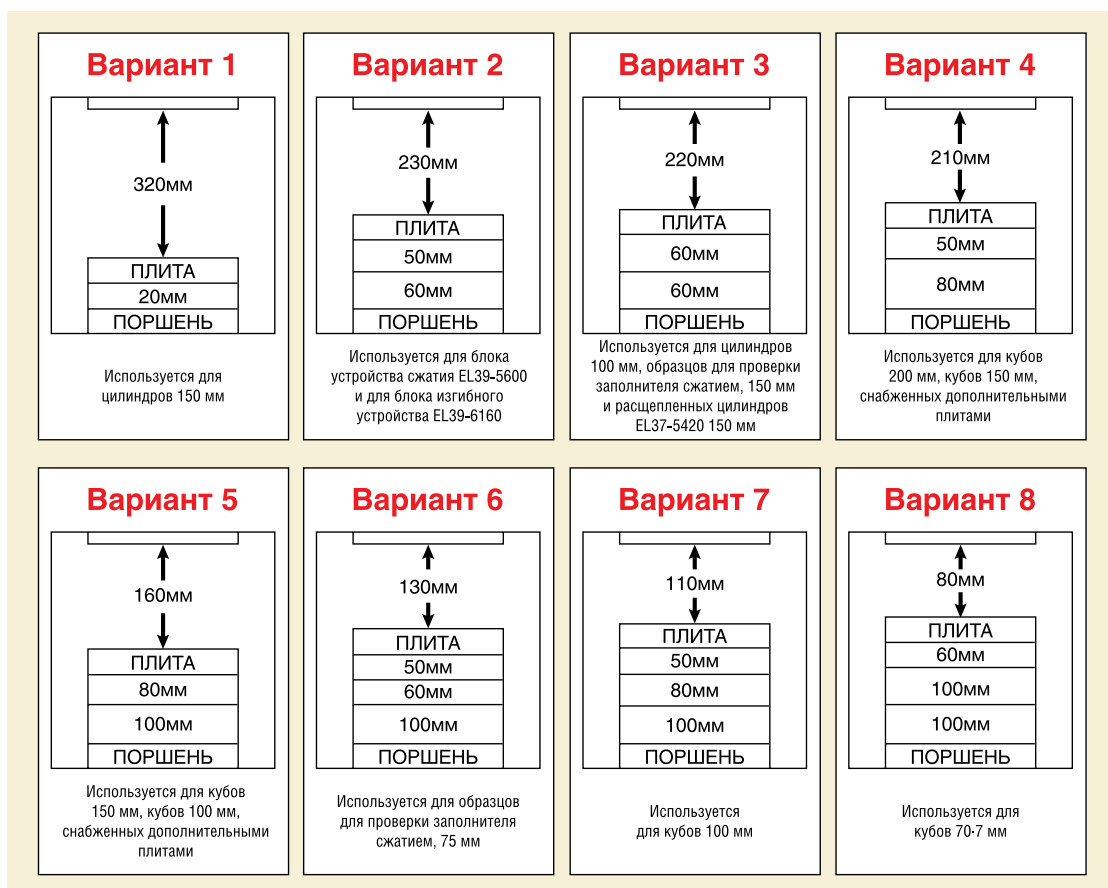 Вариант 1
320мм
ПЛИТА
20мм
ПОРШЕНЬ
Используется для
цилиндров 150 мм
Вариант 2
230мм
ПЛИТА
50мм
60мм
ПОРШЕНЬ
Используется для блока
устройства сжатия EL39-5600
и для блока изгибного
устройства EL39-6160
Вариант 3
220мм
ПЛИТА
60мм
60мм
ПОРШЕНЬ
Используется для цилиндров
100 мм, образцов для проверки
заполнителя сжатием, 150 мм
и расщепленных цилиндров
EL37-5420 150 мм
Вариант 4
210мм
ПЛИТА
50мм
80мм
ПОРШЕНЬ
Используется для кубов
200 мм, кубов 150 мм,
снабженных дополнительными
плитами
Вариант 5
160мм
ПЛИТА
80мм
100мм
ПОРШЕНЬ
Используется для кубов
150 мм, кубов 100 мм,
снабженных дополнительными
плитами
Вариант 6
130мм
ПЛИТА
50мм
60мм
100мм
ПОРШЕНЬ
Используется для образцов
для проверки заполнителя
сжатием, 75 мм
Вариант 7
110мм
ПЛИТА
50мм
80мм
100мм
ПОРШЕНЬ
Используется
для кубов 100 мм
Вариант 8
80мм
ПЛИТА
60мм
100мм
100мм
ПОРШЕНЬ
Используется для
кубов 70·7 мм